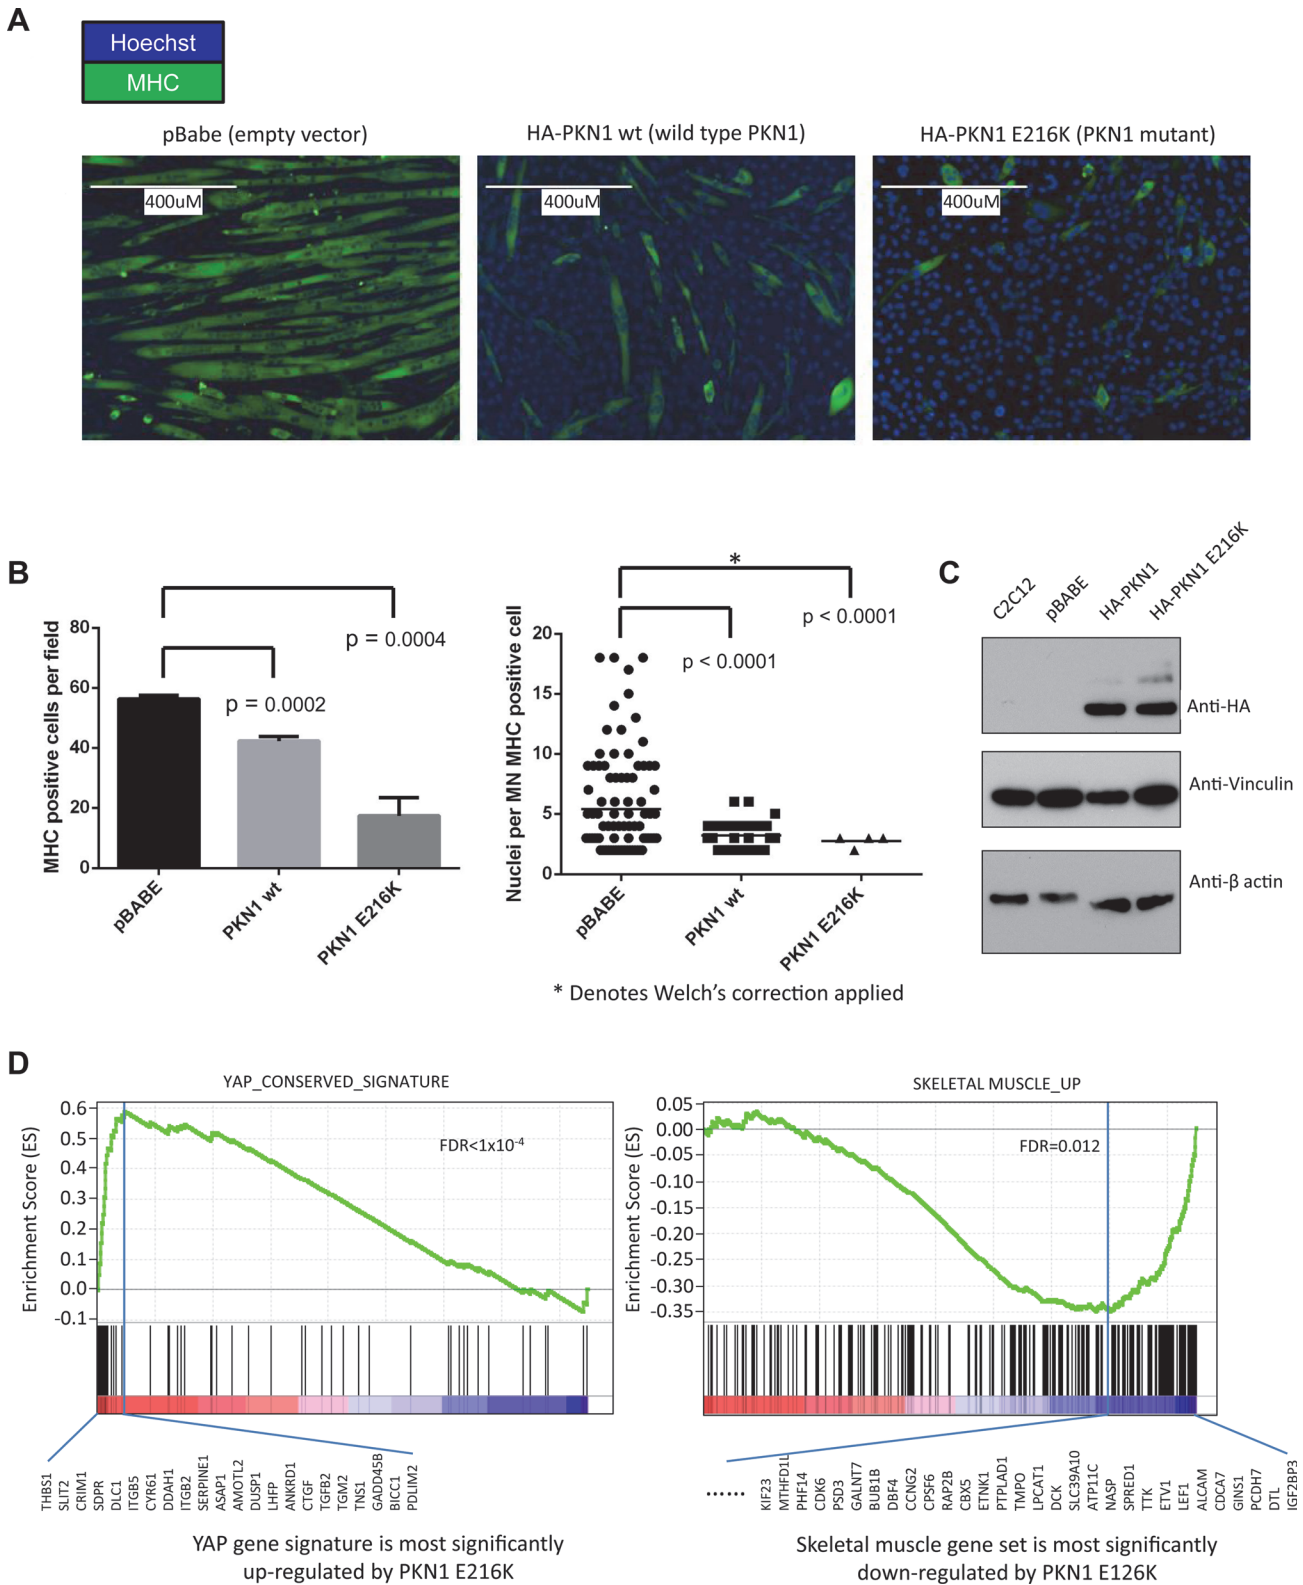 A
Hoechst
MHC
pBabe (empty vector)
HA-PKN1 wt (wild type PKN1)
HA-PKN1 E216K (PKN1 mutant)
400uM
400uM
400uM
B
MHC positive cells per field
80
60
40
20
0
p = 0.0004
p = 0.0002
pBABE
PKN1 wt
PKN1 E216K
Nuclei per MN MHC positive cell
20
15
10
5
0
*
p < 0.0001
p < 0.0001
pBABE
PKN1 wt
PKN1 E216K
* Denotes Welch's correction applied
C
C2C12
pBABE
HA-PKN1
HA-PKN1 E216K
Anti-HA
Anti-Vinculin
Anti-β actin
D
YAP_CONSERVED_SIGNATURE
Enrichment Score (ES)
0.6
0.5
0.4
0.3
0.2
0.1
0.0
-0.1
FDR<1x10⁻⁴
THBS1
SLIT2
CRIM1
SDPR
DLC1
ITGB5
CYR61
DDAH1
ITGB2
SERPINE1
ASAP1
AMOTL2
DUSP1
LHFP
ANKRD1
CTGF
TGFB2
TGM2
TNS1
GADD45B
BICC1
PDLIM2
YAP gene signature is most significantly
up-regulated by PKN1 E216K
SKELETAL MUSCLE_UP
Enrichment Score (ES)
0.05
0.00
-0.05
-0.10
-0.15
-0.20
-0.25
-0.30
-0.35
FDR=0.012
......
KIF23
MTHFD1L
PHF14
CDK6
PSD3
GALNT7
BUB1B
DBF4
CCNG2
CPSF6
RAP2B
CBX5
ETNK1
PTPLAD1
TMPO
LPCAT1
DCK
SLC39A10
ATP11C
NASP
SPRED1
TTK
ETV1
LEF1
ALCAM
CDCA7
GINS1
PCDH7
DTL
IGF2BP3
Skeletal muscle gene set is most significantly
down-regulated by PKN1 E126K